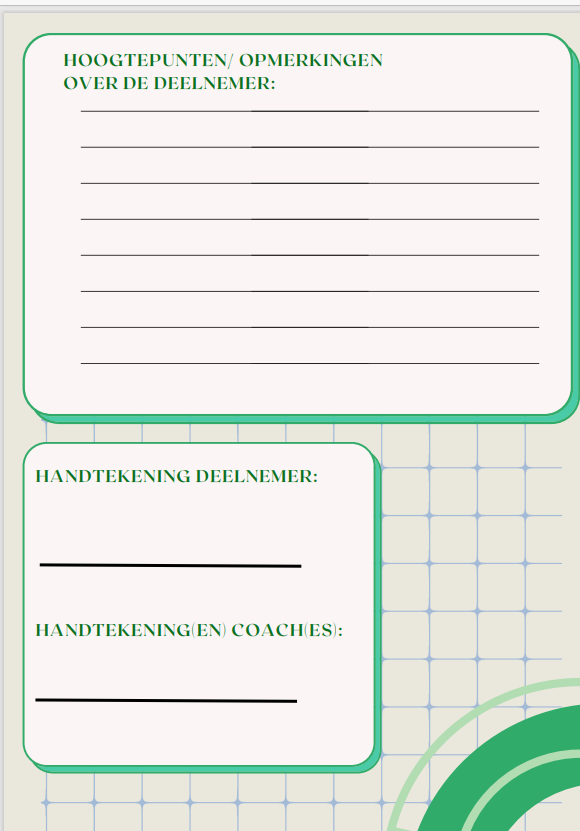 HOOGTEPUNTEN/ OPMERKINGEN
OVER DE DEELNEMER:
HANDTEKENING DEELNEMER:
HANDTEKENING(EN) COACH(ES):